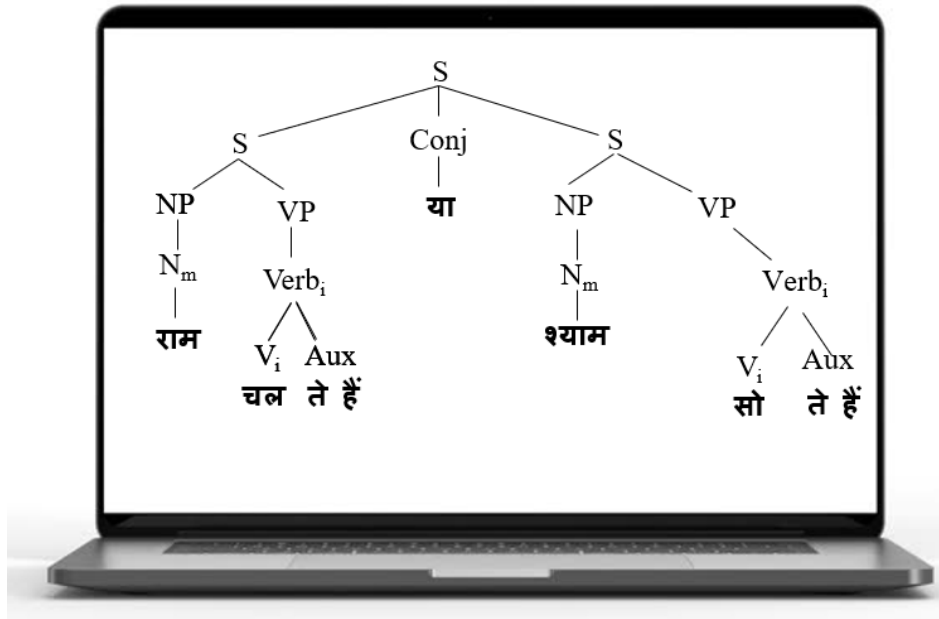 S
S Conj S
NP VP या NP VP
N_m Verb_i N_m Verb_i
राम श्याम
V_i Aux V_i Aux
चल ते हैं सो ते हैं